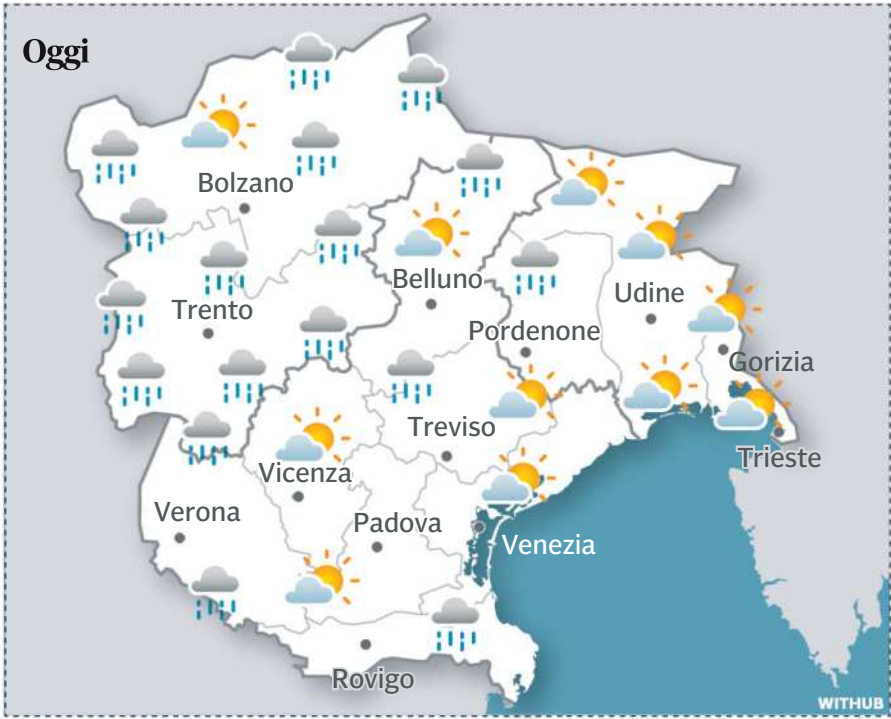 Oggi
Bolzano
Belluno
Trento
Udine
Pordenone
Gorizia
Treviso
Trieste
Vicenza
Verona
Padova
Venezia
Rovigo
WITHUB